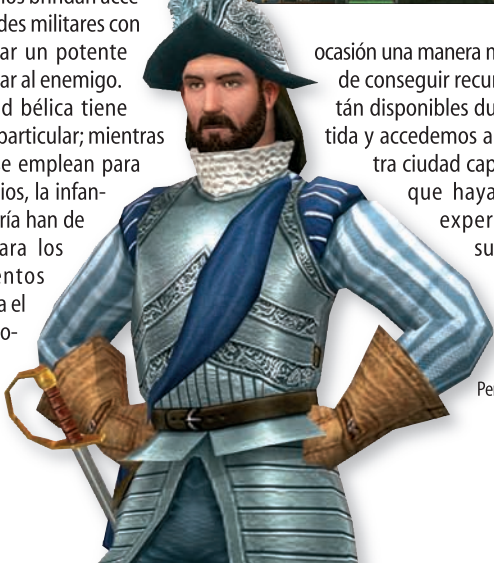 des militares con
ar un potente
ar al enemigo.
d bélica tiene
particular; mientras
e emplean para
ios, la infan-
ría han de
ara los
entos
a el
o-
ocasión una manera
de conseguir recur
tán disponibles du
tida y accedemos a
tra ciudad cap
que haya
exper
su
Per